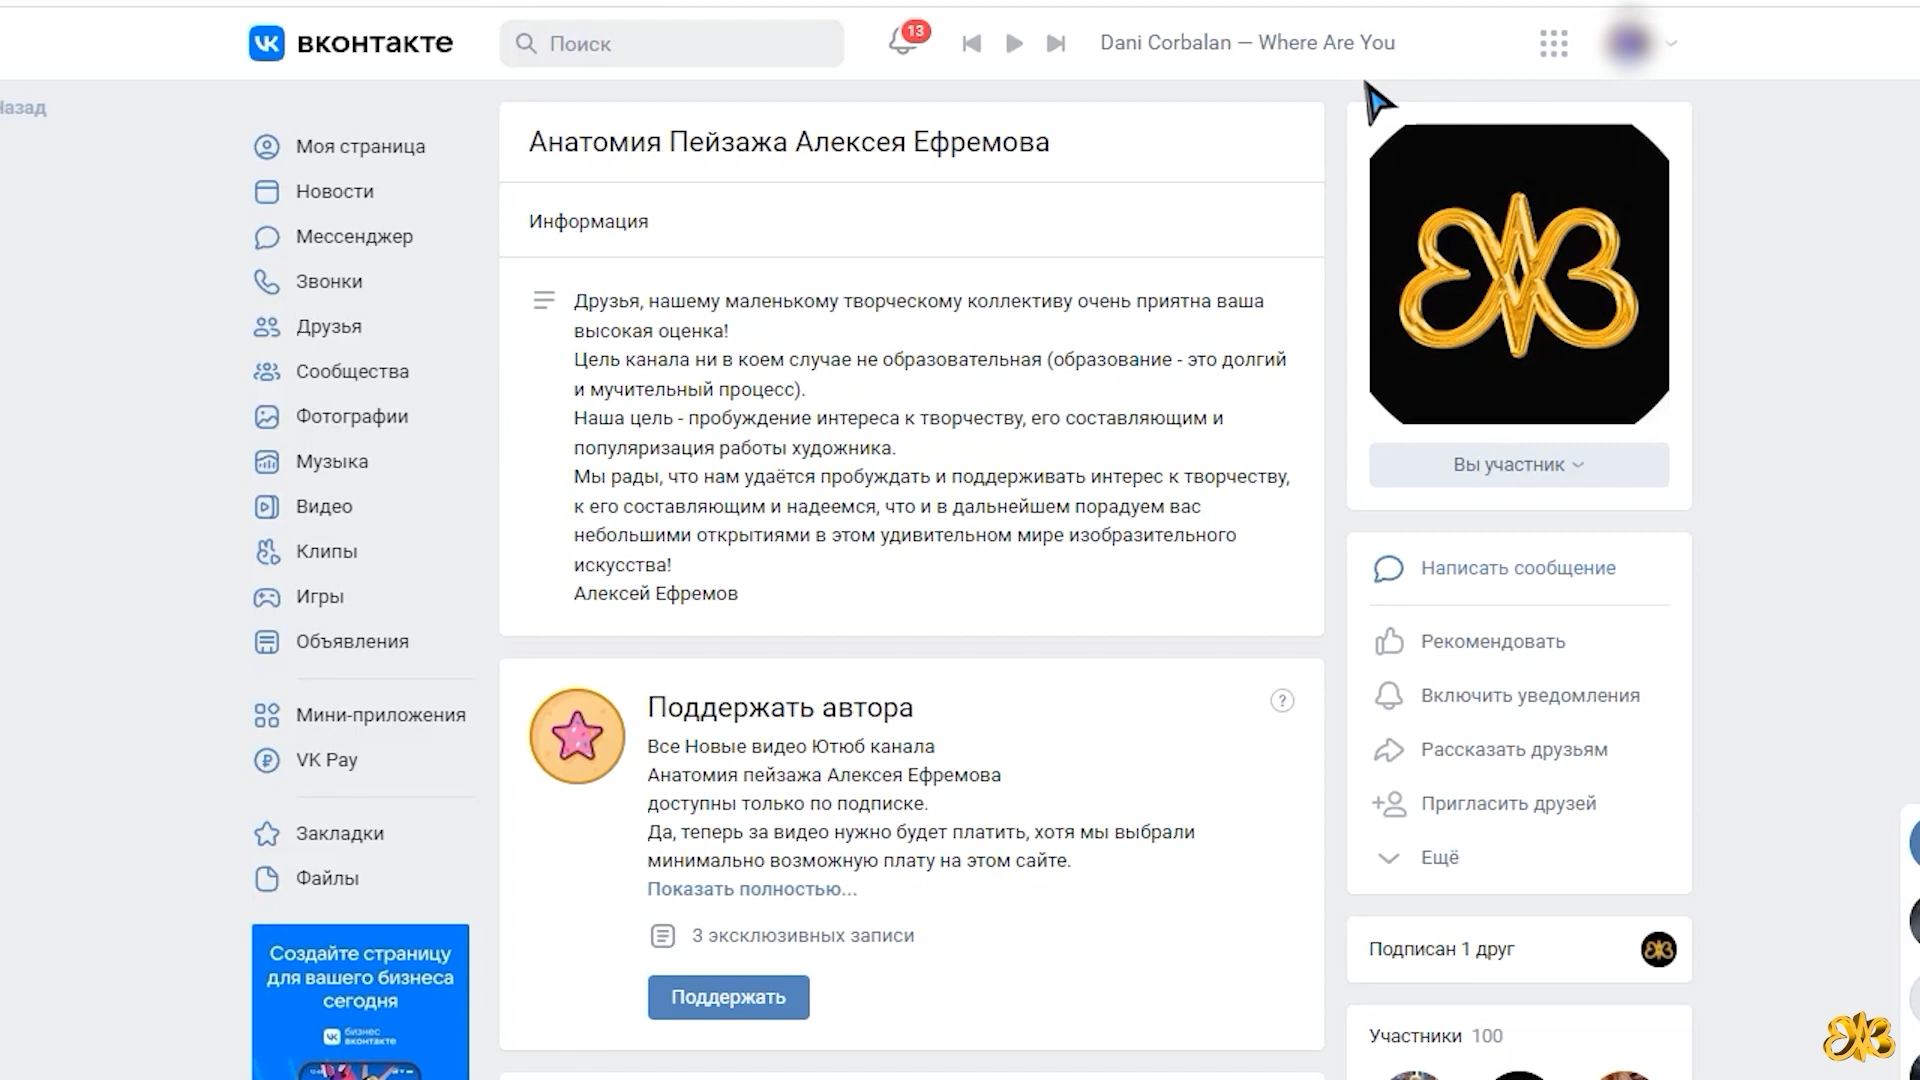 вконтакте
Поиск
13
Dani Corbalan — Where Are You
Назад
Моя страница
Новости
Мессенджер
Звонки
Друзья
Сообщества
Фотографии
Музыка
Видео
Клипы
Игры
Объявления
Мини-приложения
VK Pay
Закладки
Файлы
Создайте страницу
для вашего бизнеса
сегодня
бизнес
вконтакте
Анатомия Пейзажа Алексея Ефремова
Информация
Друзья, нашему маленькому творческому коллективу очень приятна ваша
высокая оценка!
Цель канала ни в коем случае не образовательная (образование - это долгий
и мучительный процесс).
Наша цель - пробуждение интереса к творчеству, его составляющим и
популяризация работы художника.
Мы рады, что нам удаётся пробуждать и поддерживать интерес к творчеству,
к его составляющим и надеемся, что и в дальнейшем порадуем вас
небольшими открытиями в этом удивительном мире изобразительного
искусства!
Алексей Ефремов
Поддержать автора
?
Все Новые видео Ютюб канала
Анатомия пейзажа Алексея Ефремова
доступны только по подписке.
Да, теперь за видео нужно будет платить, хотя мы выбрали
минимально возможную плату на этом сайте.
Показать полностью...
3 эксклюзивных записи
Поддержать
Вы участник
Написать сообщение
Рекомендовать
Включить уведомления
Рассказать друзьям
Пригласить друзей
Ещё
Подписан 1 друг
Участники 100